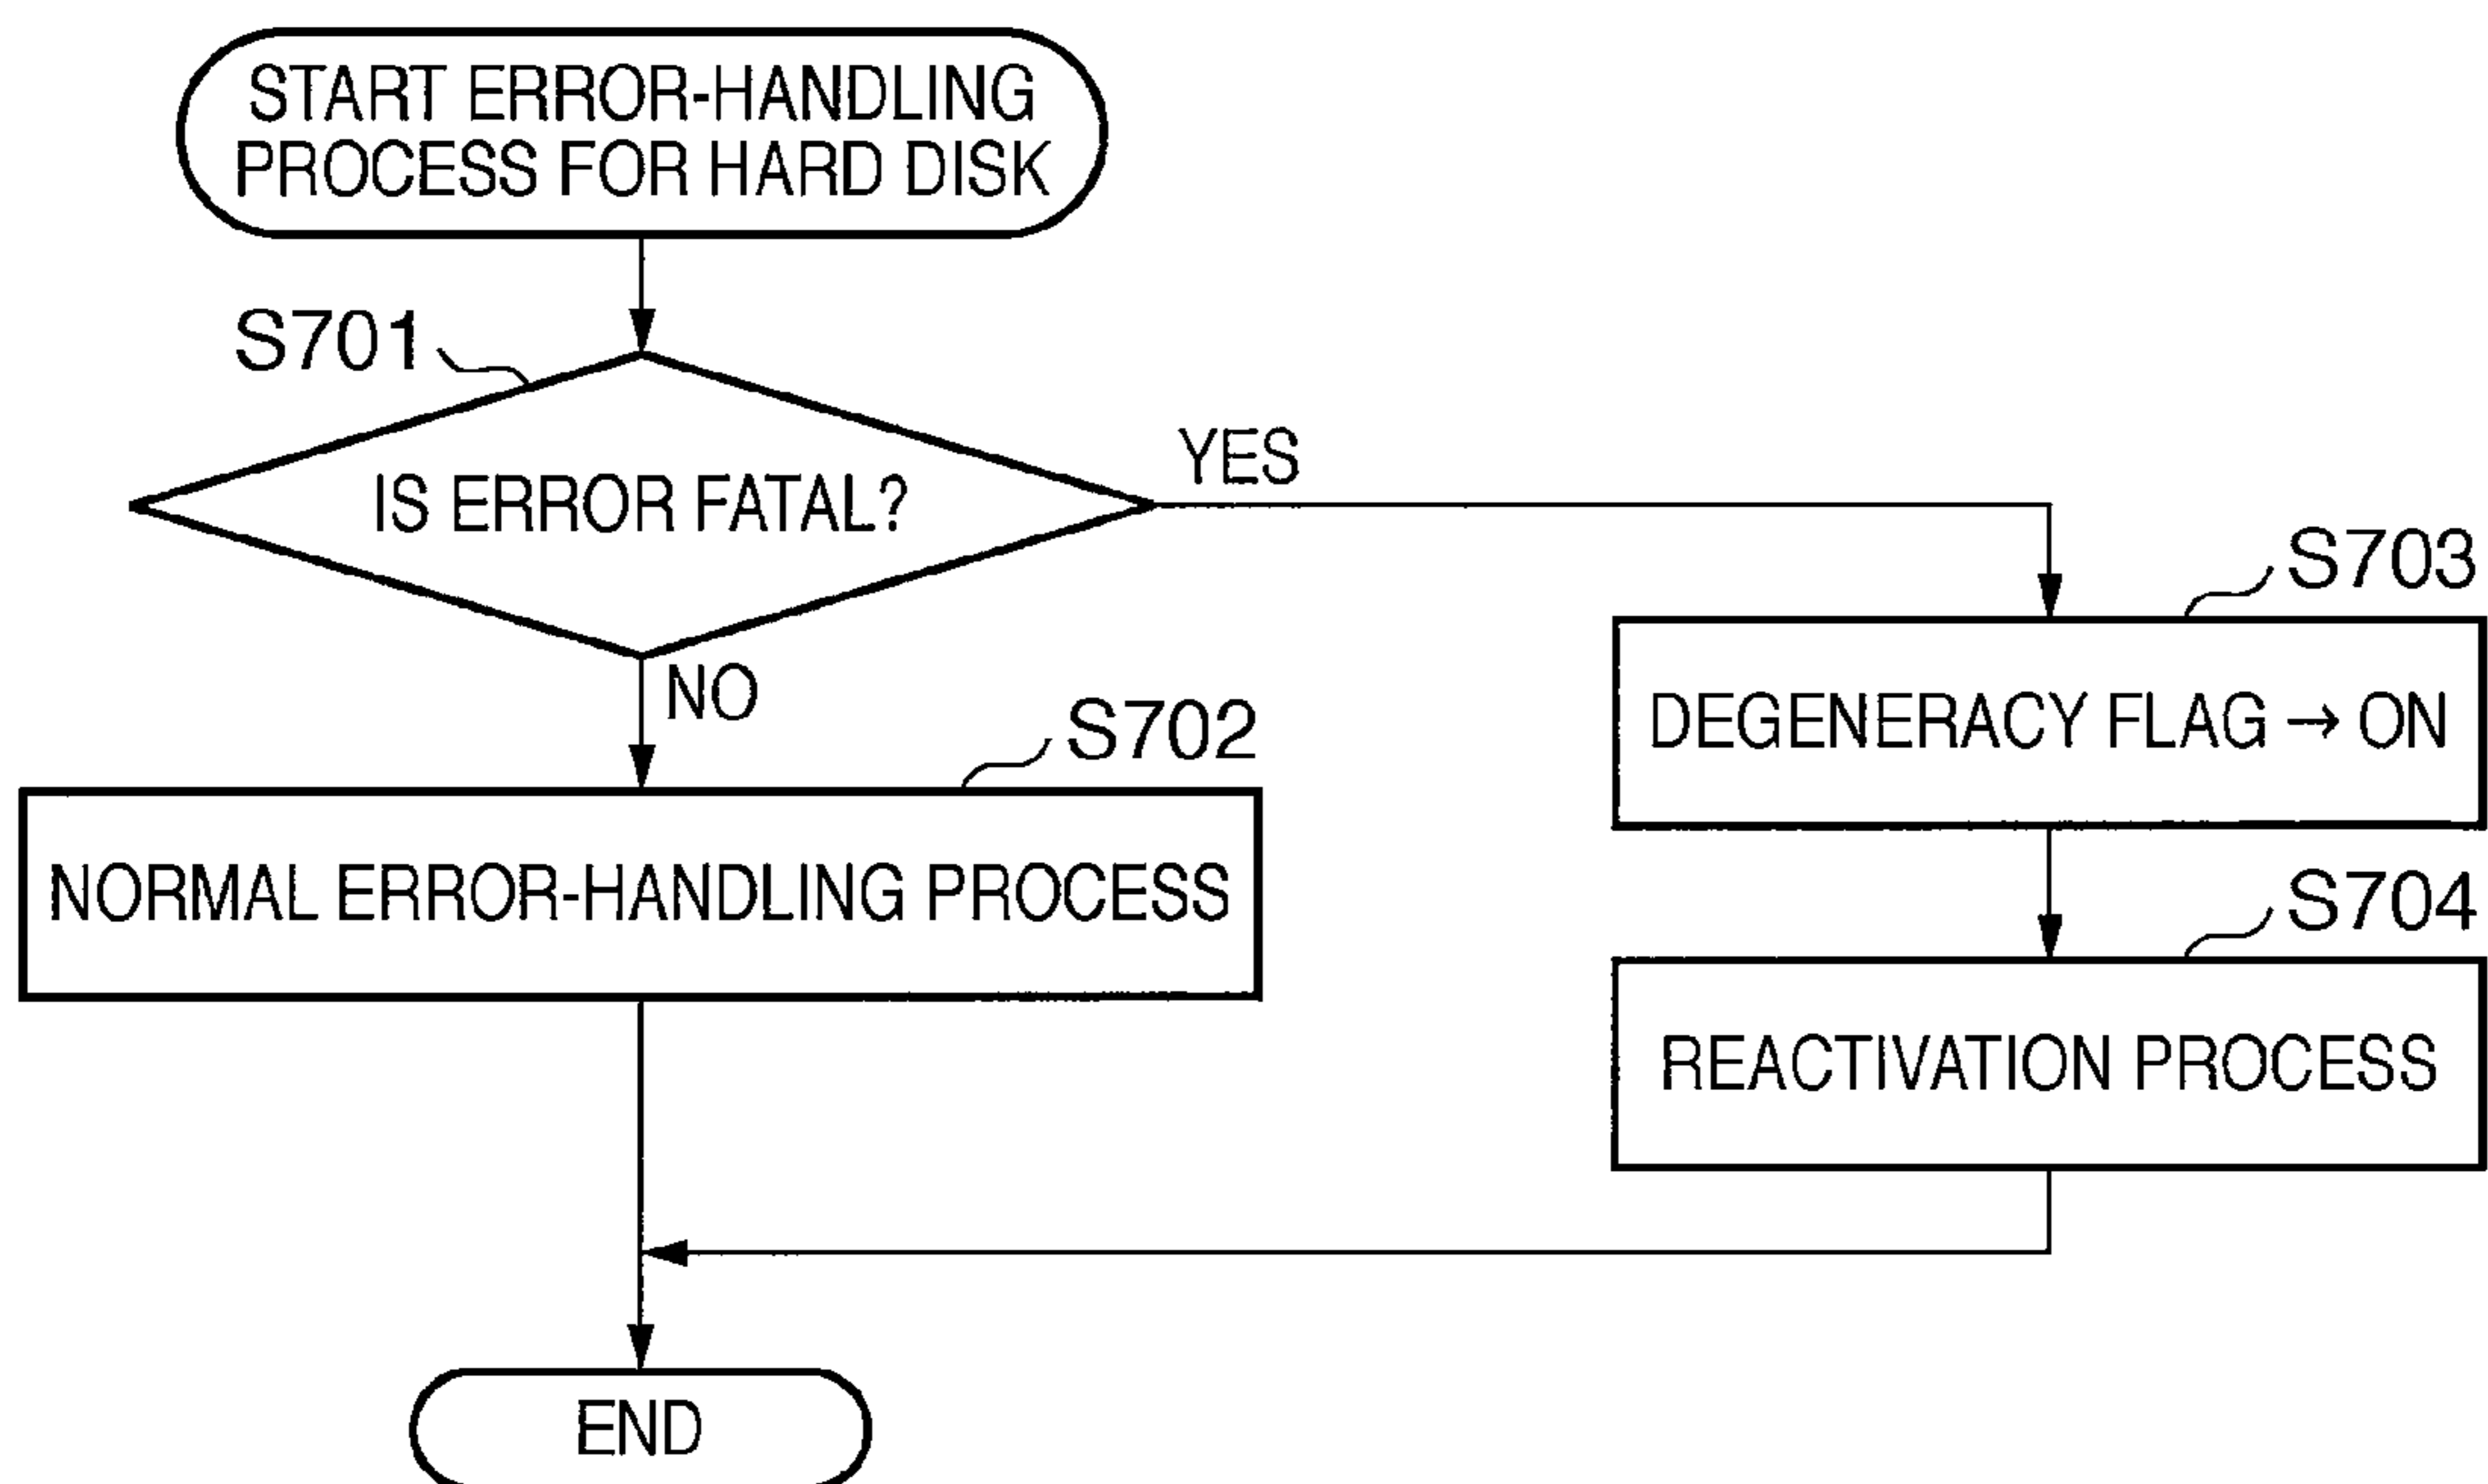 START ERROR-HANDLING
PROCESS FOR HARD DISK
S701
IS ERROR FATAL?
YES
NO
S702
NORMAL ERROR-HANDLING PROCESS
S703
DEGENERACY FLAG → ON
S704
REACTIVATION PROCESS
END